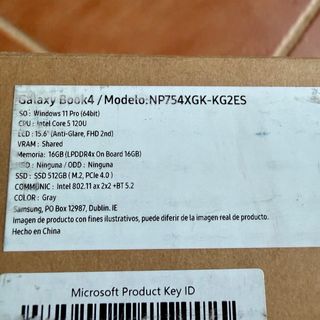 Galaxy Book4 / Modelo:NP754XGK-KG2ES
SO : Windows 11 Pro (64bit)
CPU : Intel Core 5 120U
LCD : 15.6" (Anti-Glare, FHD 2nd)
VRAM : Shared
Memoria: 16GB (LPDDR4x On Board 16GB)
HDD : Ninguna / ODD : Ninguna
SSD : SSD 512GB ( M.2, PCIe 4.0 )
COMMUNIC : Intel 802.11 ax 2x2 +BT 5.2
COLOR : Gray
Samsung, PO Box 12987, Dublin. IE
Imagen de producto con fines ilustrativos, puede diferir de la imagen real de producto.
Hecho en China
Microsoft Product Key ID